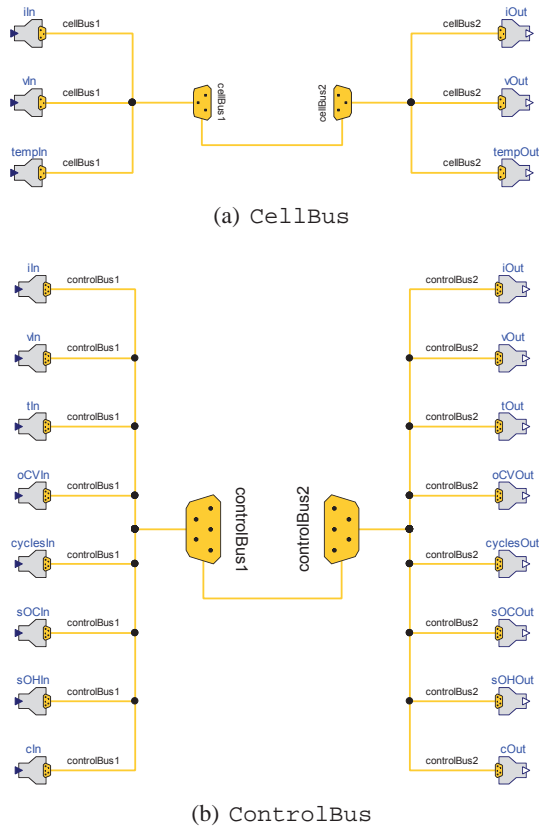 iIn
cellBus1
cellBus2
iOut
vIn
cellBus1
cellBus1
cellBus2
cellBus2
vOut
tempIn
cellBus1
cellBus2
tempOut
(a) CellBus
iIn
controlBus1
controlBus2
iOut
vIn
controlBus1
controlBus2
vOut
tIn
controlBus1
controlBus2
tOut
oCVIn
controlBus1
controlBus1
controlBus2
controlBus2
oCVOut
cyclesIn
controlBus1
controlBus2
cyclesOut
sOCIn
controlBus1
controlBus2
sOCOut
sOHIn
controlBus1
controlBus2
sOHOut
cIn
controlBus1
controlBus2
cOut
(b) ControlBus